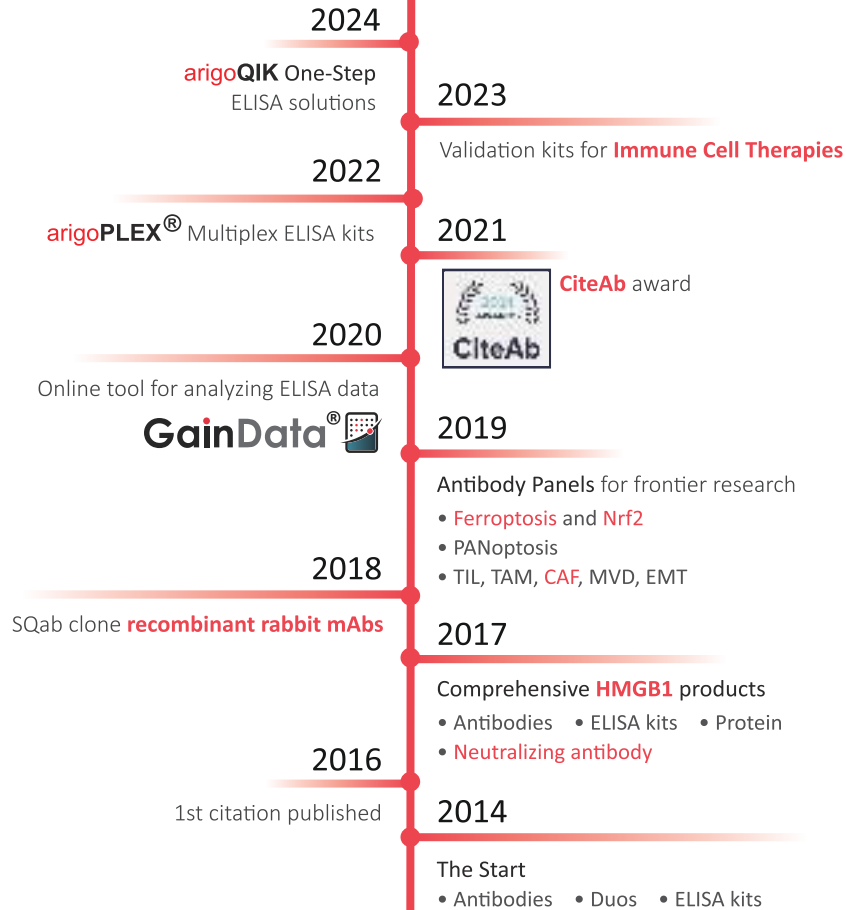 2024
arigoQIK One-Step
ELISA solutions
2023
Validation kits for Immune Cell Therapies
2022
arigoPLEX® Multiplex ELISA kits
2021
CiteAb award
2021
CiteAb
2020
Online tool for analyzing ELISA data
GainData®
2019
Antibody Panels for frontier research
• Ferroptosis and Nrf2
• PANoptosis
• TIL, TAM, CAF, MVD, EMT
2018
SQab clone recombinant rabbit mAbs
2017
Comprehensive HMGB1 products
• Antibodies • ELISA kits • Protein
• Neutralizing antibody
2016
1st citation published
2014
The Start
• Antibodies • Duos • ELISA kits